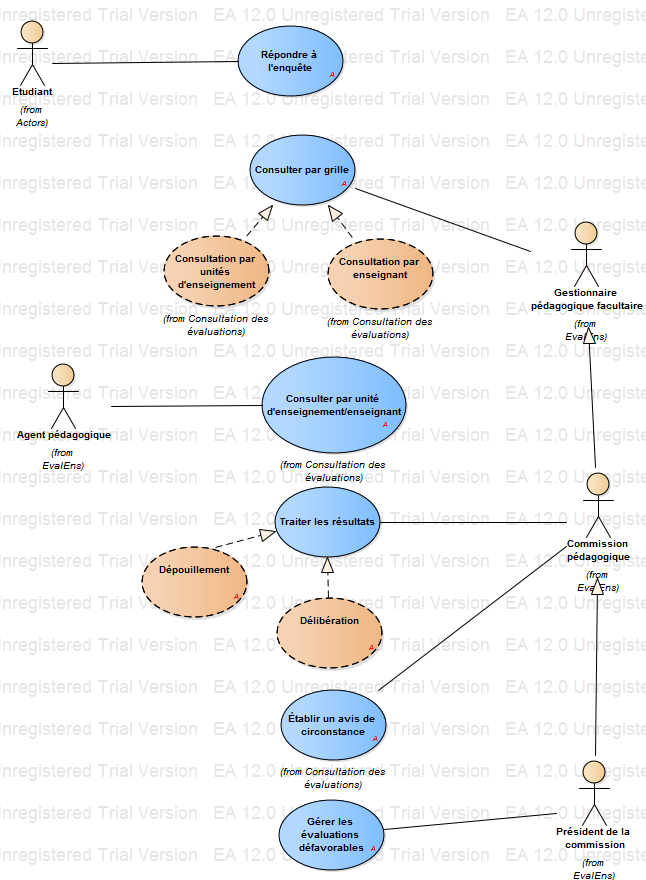 EA 12.0 Unregistered Trial Version
Répondre à
l'enquête
A
Etudiant
(from
Actors)
Consulter par grille
A
Consultation par
unités
d'enseignement
(from Consultation des
évaluations)
Consultation par
enseignant
(from Consultation des
évaluations)
Gestionnaire
pédagogique facultaire
(from
EvalEns)
Consulter par unité
d'enseignement/enseignant
A
(from Consultation des
évaluations)
Agent pédagogique
(from
EvalEns)
Traiter les résultats
Commission
pédagogique
(from
EvalEns)
Dépouillement
A
Délibération
A
Établir un avis de
circonstance
A
(from Consultation des
évaluations)
Gérer les
évaluations
défavorables
A
Président de la
commission
(from
EvalEns)